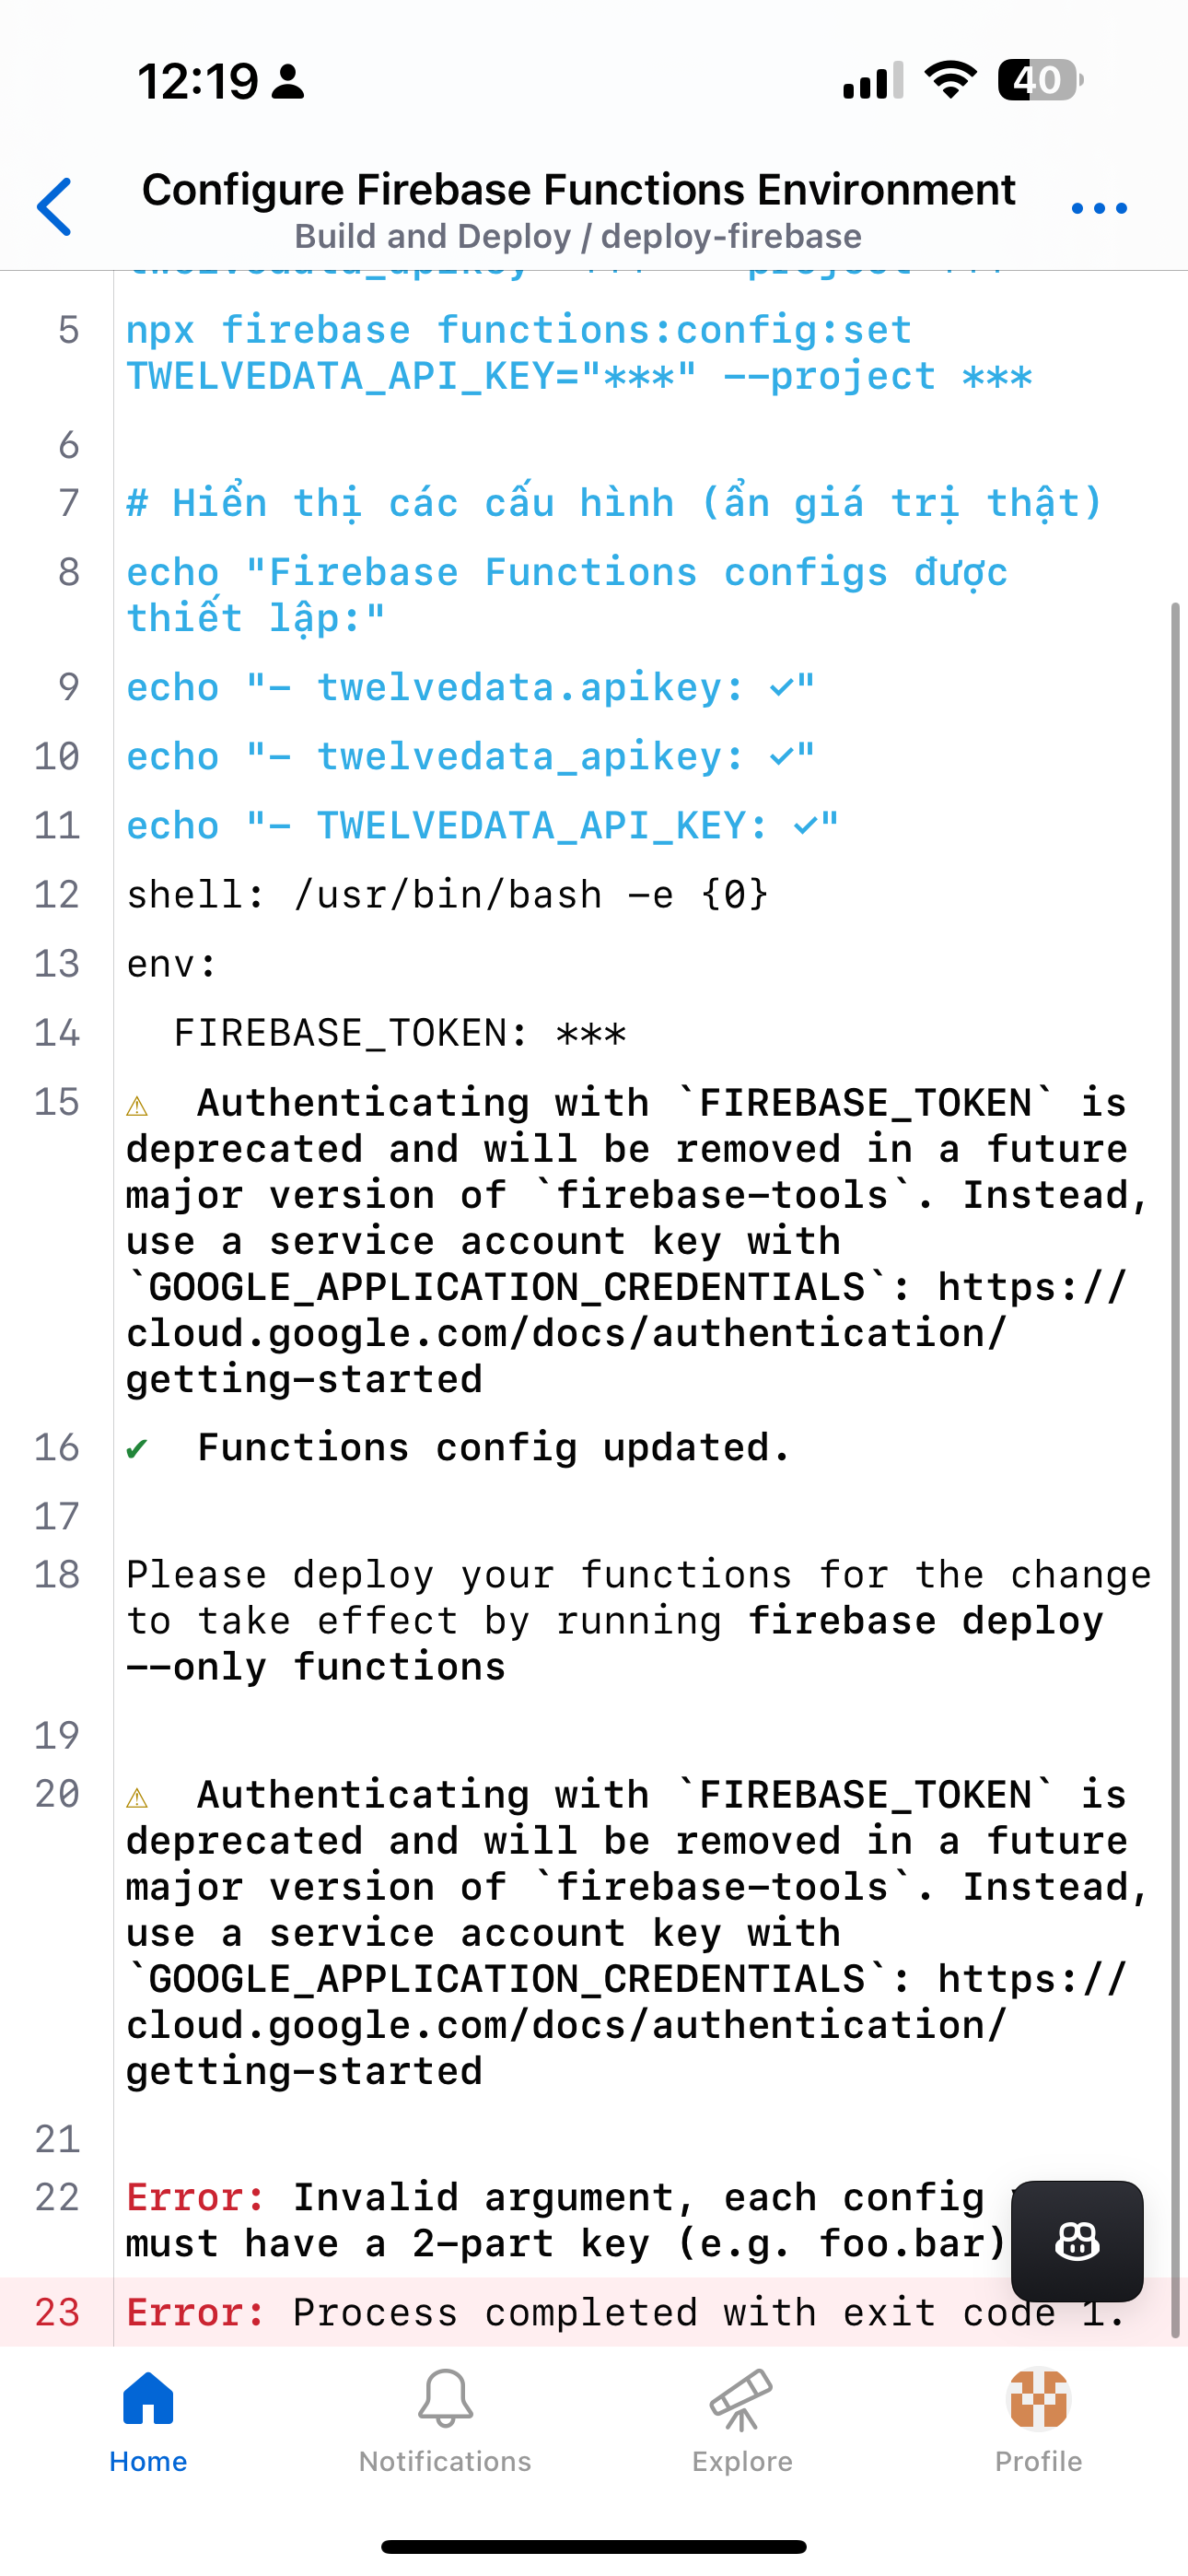 12:19
40
Configure Firebase Functions Environment
Build and Deploy / deploy-firebase
5 npx firebase functions:config:set
TWELVEDATA_API_KEY="***" --project ***
6
7 # Hiển thị các cấu hình (ẩn giá trị thật)
8 echo "Firebase Functions configs được
thiết lập:"
9 echo "- twelvedata.apikey: ✓"
10 echo "- twelvedata_apikey: ✓"
11 echo "- TWELVEDATA_API_KEY: ✓"
12 shell: /usr/bin/bash -e {0}
13 env:
14 FIREBASE_TOKEN: ***
15 ⚠ Authenticating with `FIREBASE_TOKEN` is
deprecated and will be removed in a future
major version of `firebase-tools`. Instead,
use a service account key with
`GOOGLE_APPLICATION_CREDENTIALS`: https://
cloud.google.com/docs/authentication/
getting-started
16 ✔ Functions config updated.
17
18 Please deploy your functions for the change
to take effect by running firebase deploy
--only functions
19
20 ⚠ Authenticating with `FIREBASE_TOKEN` is
deprecated and will be removed in a future
major version of `firebase-tools`. Instead,
use a service account key with
`GOOGLE_APPLICATION_CREDENTIALS`: https://
cloud.google.com/docs/authentication/
getting-started
21
22 Error: Invalid argument, each config
must have a 2-part key (e.g. foo.bar)
23 Error: Process completed with exit code 1.
Home
Notifications
Explore
Profile